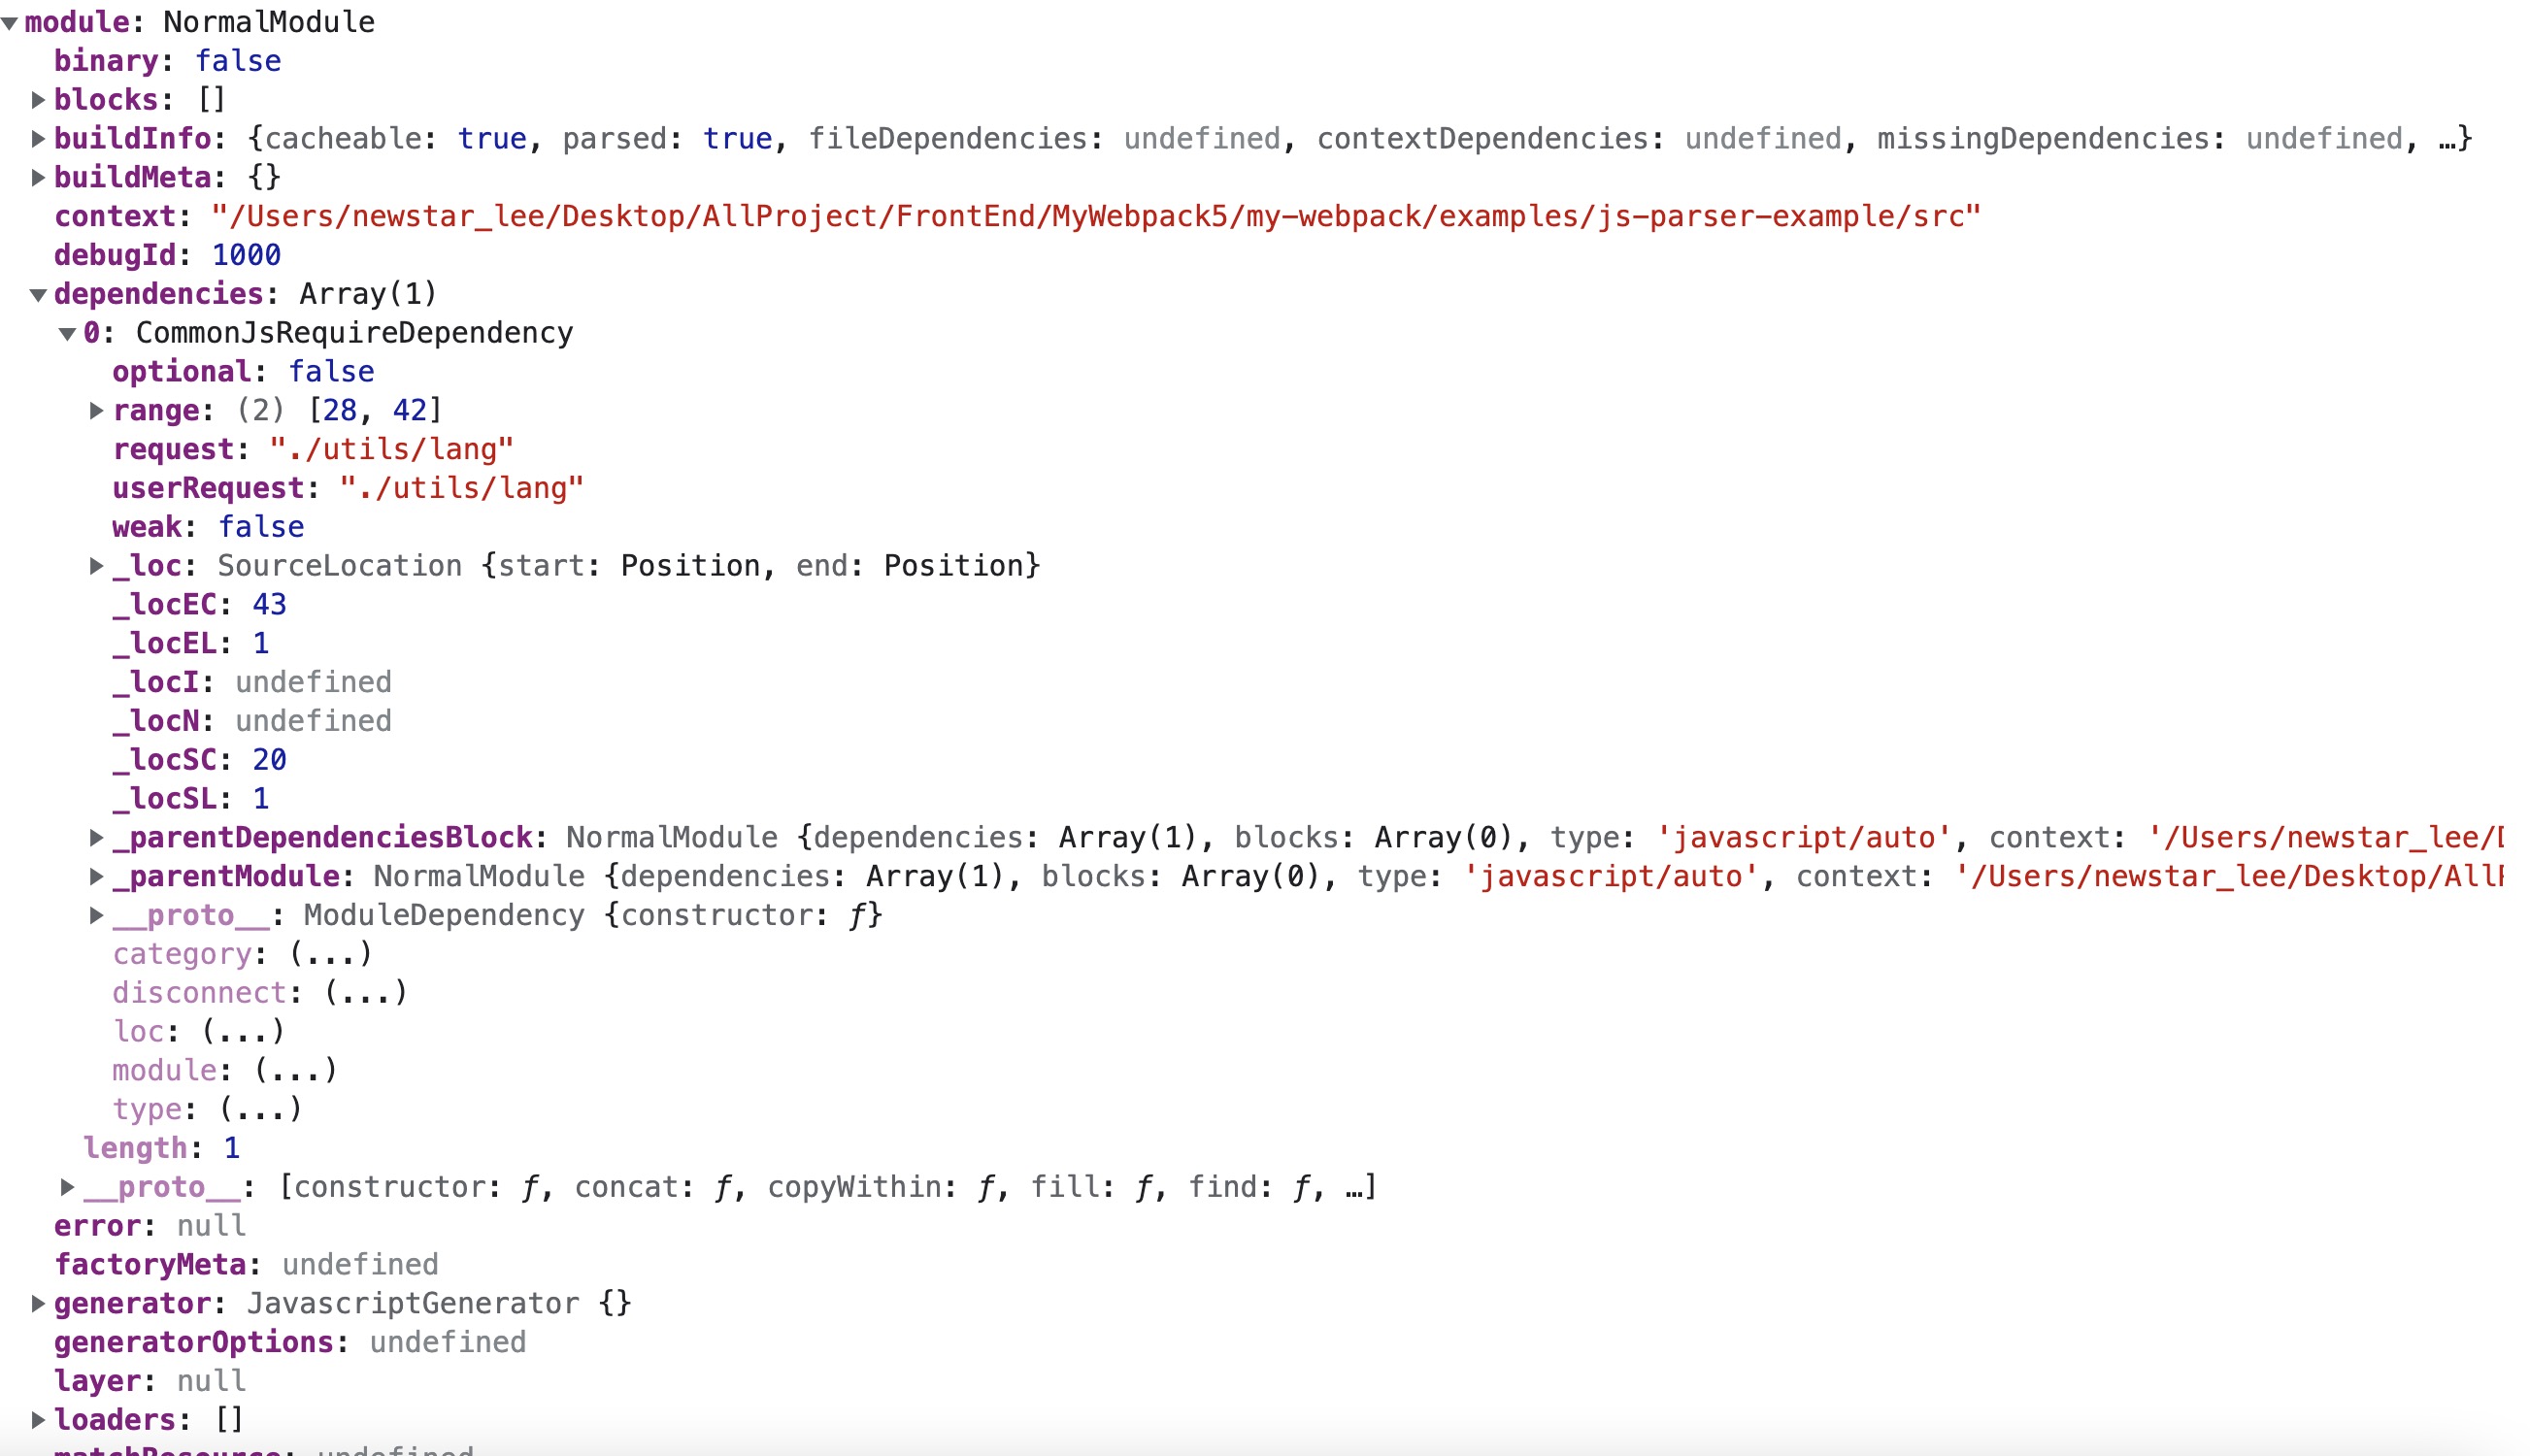 module: NormalModule
binary: false
blocks: []
buildInfo: {cacheable: true, parsed: true, fileDependencies: undefined, contextDependencies: undefined, missingDependencies: undefined, …}
buildMeta: {}
context: "/Users/newstar_lee/Desktop/AllProject/FrontEnd/MyWebpack5/my-webpack/examples/js-parser-example/src"
debugId: 1000
dependencies: Array(1)
0: CommonJsRequireDependency
optional: false
range: (2) [28, 42]
request: "./utils/lang"
userRequest: "./utils/lang"
weak: false
_loc: SourceLocation {start: Position, end: Position}
_locEC: 43
_locEL: 1
_locI: undefined
_locN: undefined
_locSC: 20
_locSL: 1
_parentDependenciesBlock: NormalModule {dependencies: Array(1), blocks: Array(0), type: 'javascript/auto', context: '/Users/newstar_lee/
_parentModule: NormalModule {dependencies: Array(1), blocks: Array(0), type: 'javascript/auto', context: '/Users/newstar_lee/Desktop/All
__proto__: ModuleDependency {constructor: ƒ}
category: (...)
disconnect: (...)
loc: (...)
module: (...)
type: (...)
length: 1
__proto__: [constructor: ƒ, concat: ƒ, copyWithin: ƒ, fill: ƒ, find: ƒ, …]
error: null
factoryMeta: undefined
generator: JavascriptGenerator {}
generatorOptions: undefined
layer: null
loaders: []
matchResource: undefined